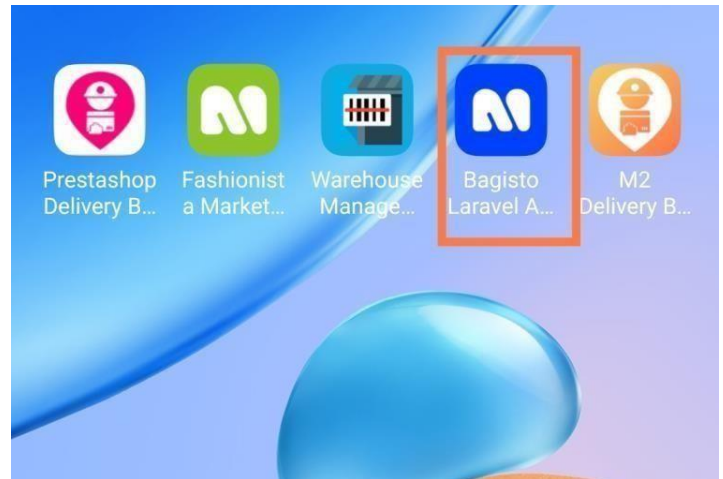 Prestashop
Delivery B...
Fashionist
a Market...
Warehouse
Manage...
Bagisto
Laravel A...
M2
Delivery B...